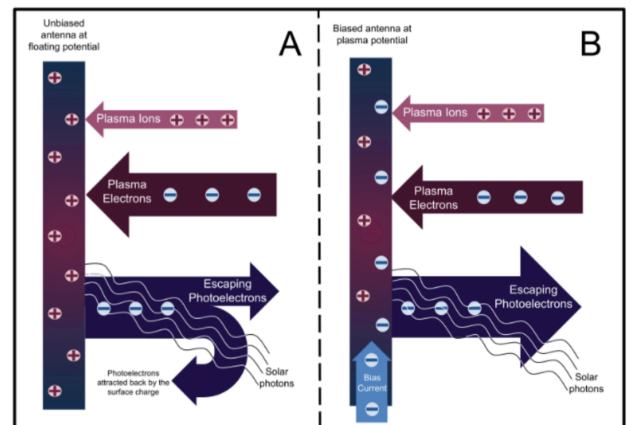 Unbiased
antenna at
floating potential
A
Plasma Ions
Plasma
Electrons
Escaping
Photoelectrons
Photoelectrons
attracted back by the
surface charge
Solar
photons
Biased antenna at
plasma potential
B
Plasma Ions
Plasma
Electrons
Escaping
Photoelectrons
Bias
Current
Solar
photons